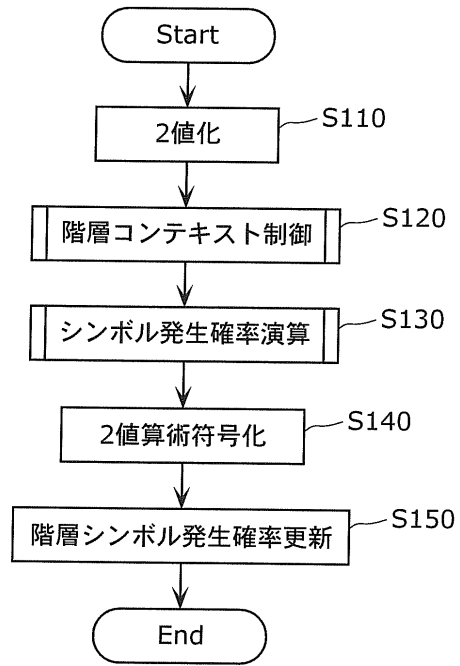 Start
2値化
S110
階層コンテキスト制御
S120
シンボル発生確率演算
S130
2値算術符号化
S140
階層シンボル発生確率更新
S150
End